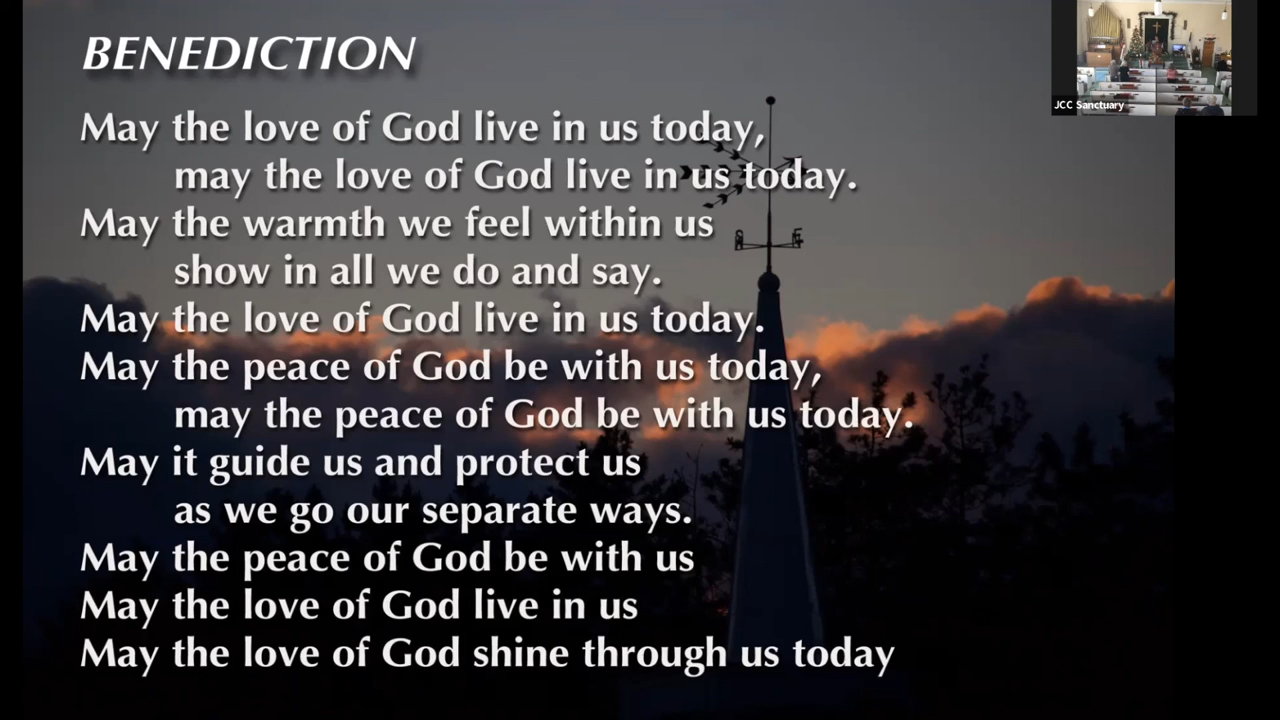 BENEDICTION
May the love of God live in us today,
may the love of God live in us today.
May the warmth we feel within us
show in all we do and say.
May the love of God live in us today.
May the peace of God be with us today,
may the peace of God be with us today.
May it guide us and protect us
as we go our separate ways.
May the peace of God be with us
May the love of God live in us
May the love of God shine through us today
JCC Sanctuary